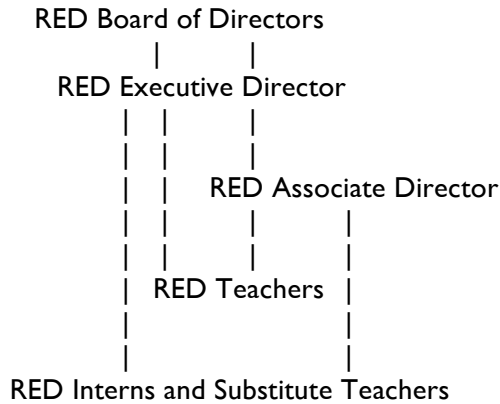 RED Board of Directors
RED Executive Director
RED Associate Director
RED Teachers
RED Interns and Substitute Teachers